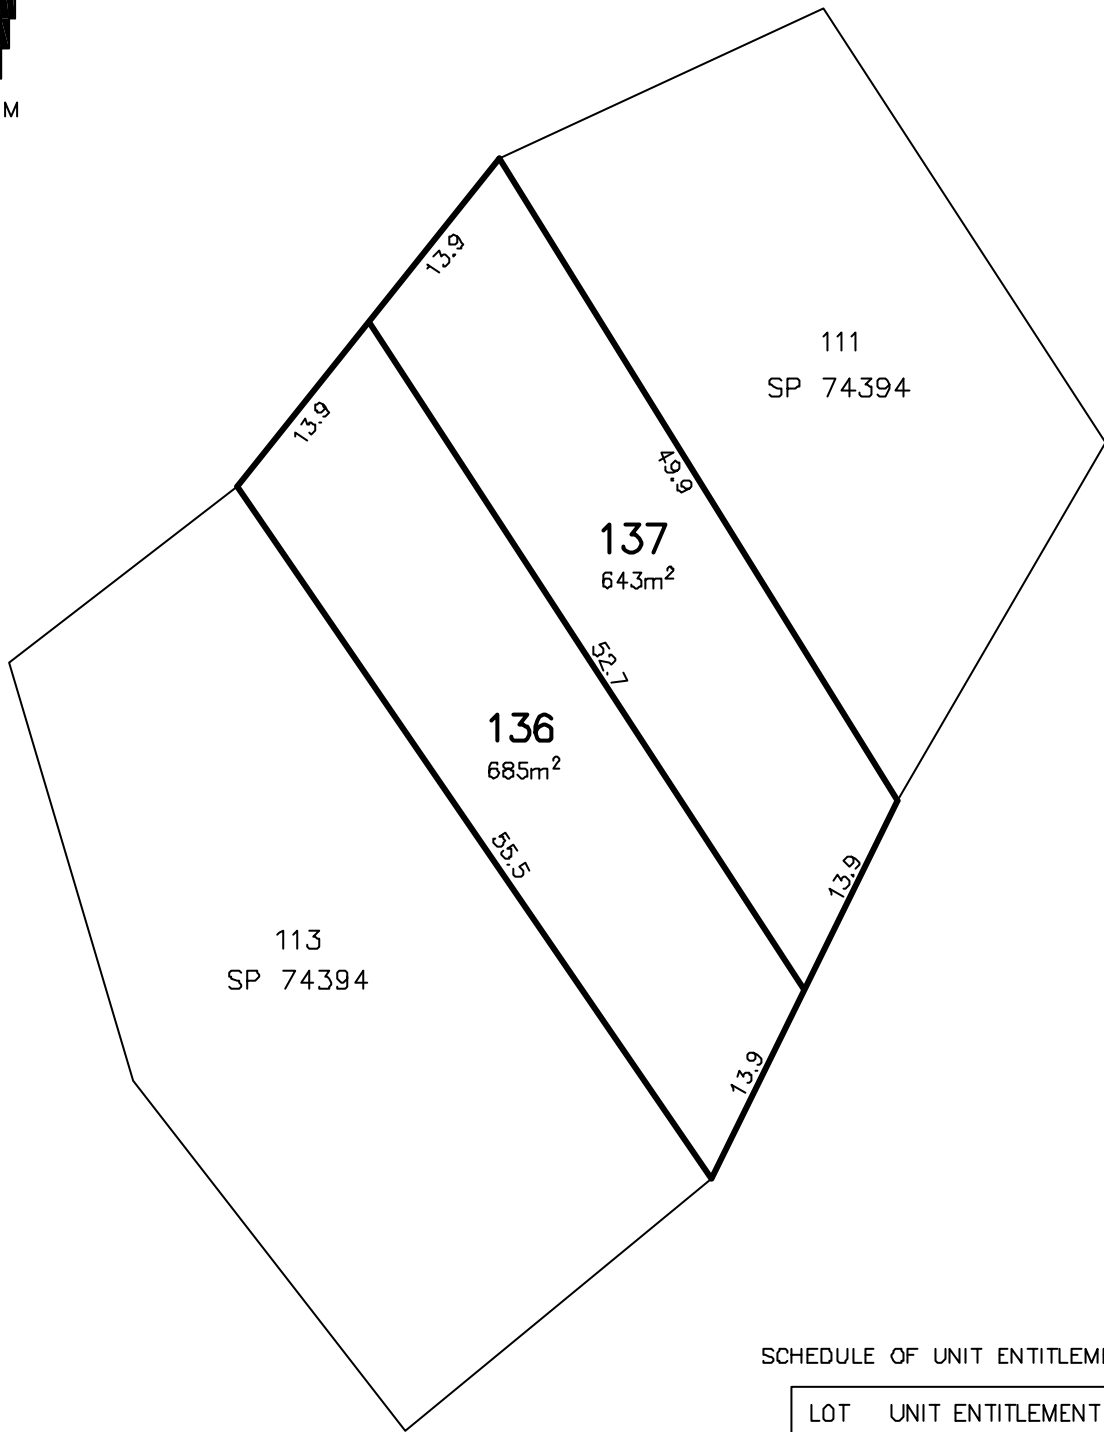 M
13.9
111
SP 74394
13.9
49.9
137
643m²
52.7
136
685m²
55.5
13.9
113
SP 74394
13.9
SCHEDULE OF UNIT
LOT UNIT ENTITLEMENT